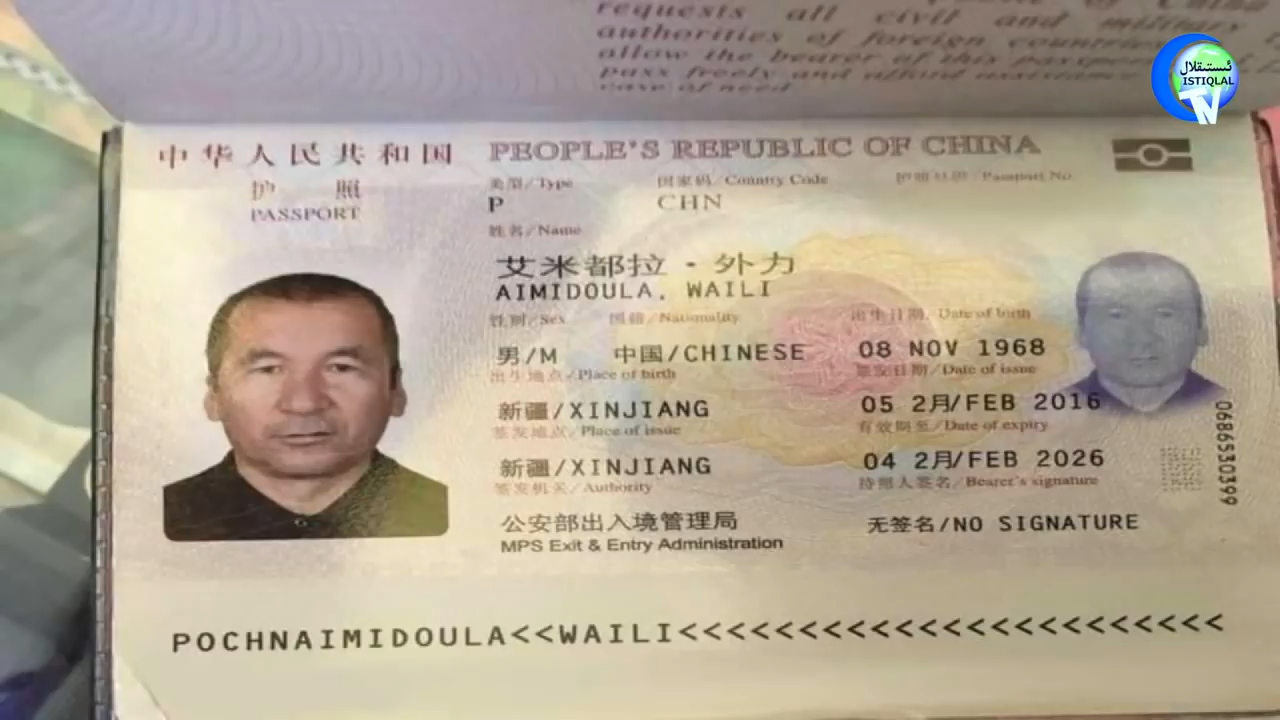 requests all civil and military
authorities of foreign countries
allow the bearer of this passport
pass freely and afford
case of need
ئىستىقلال
ISTIQLAL
TV
中华人民共和国
PEOPLE'S REPUBLIC OF CHINA
护 照
PASSPORT
类型/Type
国家码/Country Code
护照号码/Passport No.
P
CHN
姓名/Name
艾米都拉·外力
AIMIDOULA, WAILI
性别/Sex
国籍/Nationality
出生日期/Date of birth
男/M
中国/CHINESE
08 NOV 1968
出生地点/Place of birth
签发日期/Date of issue
新疆/XINJIANG
05 2月/FEB 2016
签发地点/Place of issue
有效期至/Date of expiry
新疆/XINJIANG
04 2月/FEB 2026
签发机关/Authority
持照人签名/Bearer's signature
公安部出入境管理局
无签名/NO SIGNATURE
MPS Exit & Entry Administration
0686530399
POCHNAIMIDOULA<<WAILI<<<<<<<<<<<<<<<<<<<<<<<